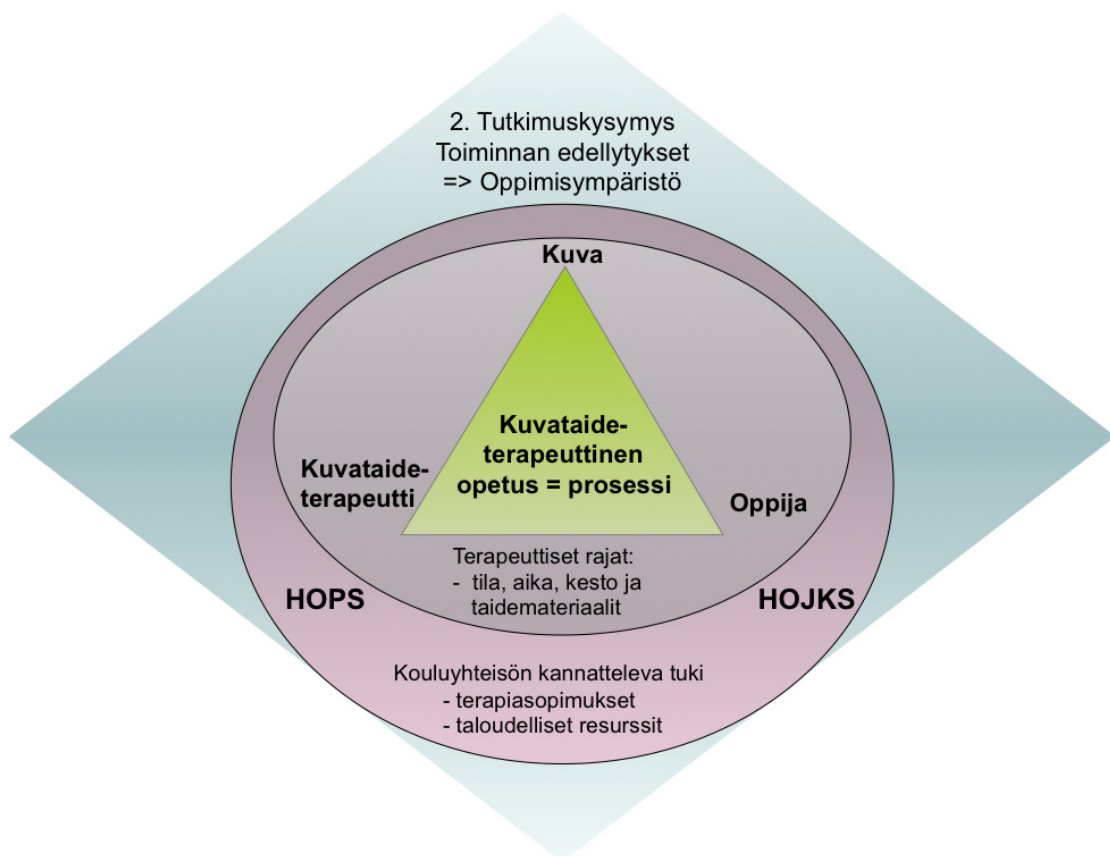 2. Tutkimuskysymys
Toiminnan edellytykset
=> Oppimisympäristö
Kuva
Kuvataide-
terapeuttinen
opetus = prosessi
Kuvataide-
terapeutti
Oppija
Terapeuttiset rajat:
- tila, aika, kesto ja
taidemateriaalit
HOPS
HOJKS
Kouluyhteisön kannatteleva tuki
- terapiasopimukset
- taloudelliset resurssit